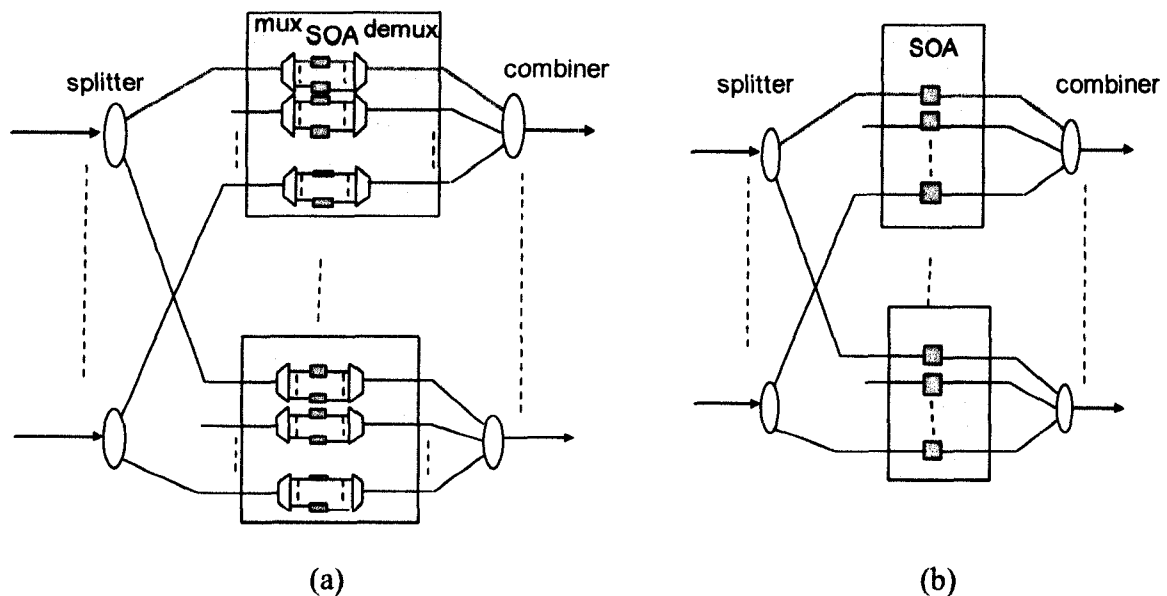 mux SOA demux
splitter
combiner
SOA
splitter
combiner
(a)
(b)